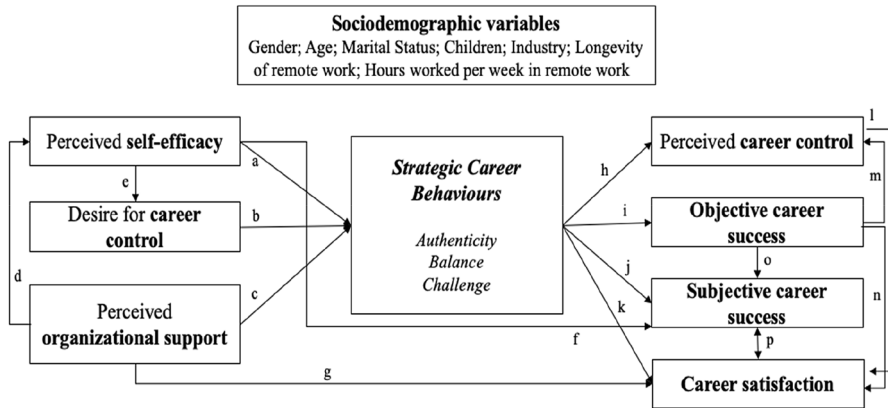 Sociodemographic variables
Gender; Age; Marital Status; Children; Industry; Longevity
of remote work; Hours worked per week in remote work
Perceived self-efficacy
a
e
Desire for career
control
b
d
c
Perceived
organizational support
g
f
Strategic Career
Behaviours
Authenticity
Balance
Challenge
h
i
j
k
l
Perceived career control
m
Objective career
success
o
Subjective career
success
n
p
Career satisfaction